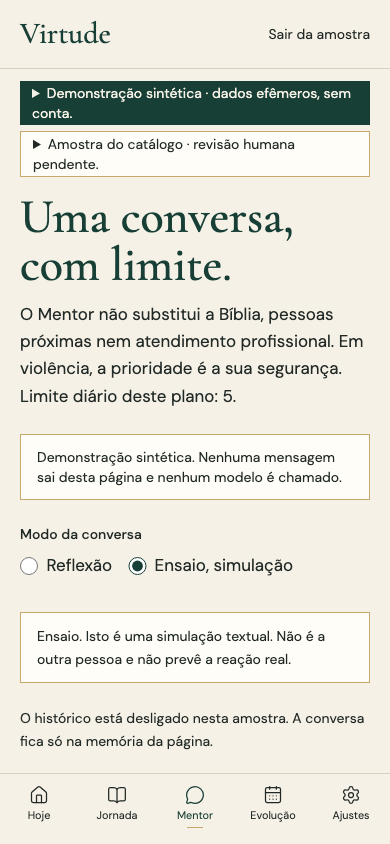 Virtude
Sair da amostra
▶ Demonstração sintética · dados efêmeros, sem
conta.
▶ Amostra do catálogo · revisão humana
pendente.
Uma conversa,
com limite.
O Mentor não substitui a Bíblia, pessoas
próximas nem atendimento profissional. Em
violência, a prioridade é a sua segurança.
Limite diário deste plano: 5.
Demonstração sintética. Nenhuma mensagem
sai desta página e nenhum modelo é chamado.
Modo da conversa
Reflexão
Ensaio, simulação
Ensaio. Isto é uma simulação textual. Não é a
outra pessoa e não prevê a reação real.
O histórico está desligado nesta amostra. A conversa
fica só na memória da página.
Hoje
Jornada
Mentor
Evolução
Ajustes